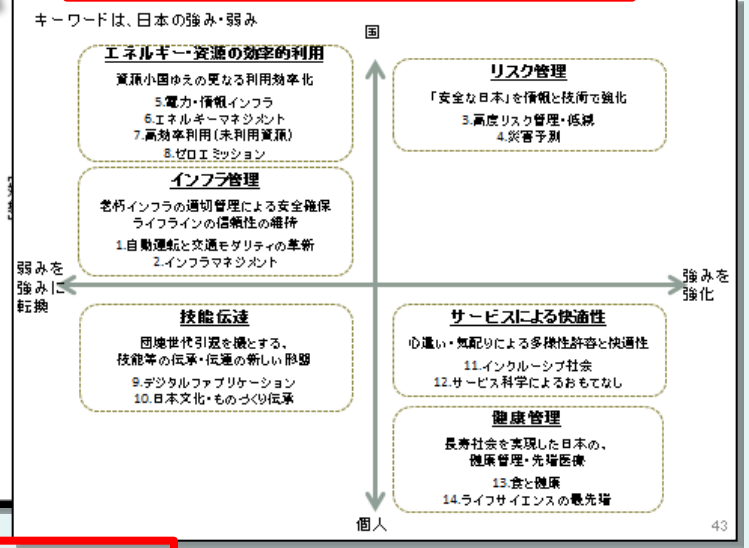 キーワードは、日本の強み・弱み
国
エネルギー・資源の効率的利用
資源小国ゆえの更なる利用効率化
5.電力・情報インフラ
6.エネルギーマネジメント
7.高効率利用(未利用資源)
8.ゼロエミッション
リスク管理
「安全な日本」を情報と技術で強化
3.高度リスク管理・低減
4.災害予測
インフラ管理
老朽インフラの適切管理による安全確保
ライフラインの信頼性の維持
1.自動運転と交通モダリティの革新
2.インフラマネジメント
弱みを
強みに
転換
強みを
強化
技能伝達
団塊世代引退を機とする、
技能等の伝承・伝達の新しい形態
9.デジタルファブリケーション
10.日本文化・ものづくり伝承
サービスによる快適性
心遣い・気配りによる多様性許容と快適性
11.インクルーシブ社会
12.サービス科学によるおもてなし
健康管理
長寿社会を実現した日本の、
健康管理・先端医療
13.食と健康
14.ライフサイエンスの最先端
個人
43